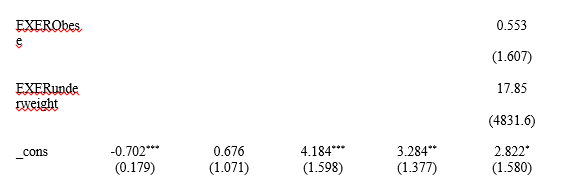 EXERObes 0.553
e
(1.607)
EXERunde 17.85
rweight
(4831.6)
_cons -0.702*** 0.676 4.184*** 3.284** 2.822*
(0.179) (1.071) (1.598) (1.377) (1.580)